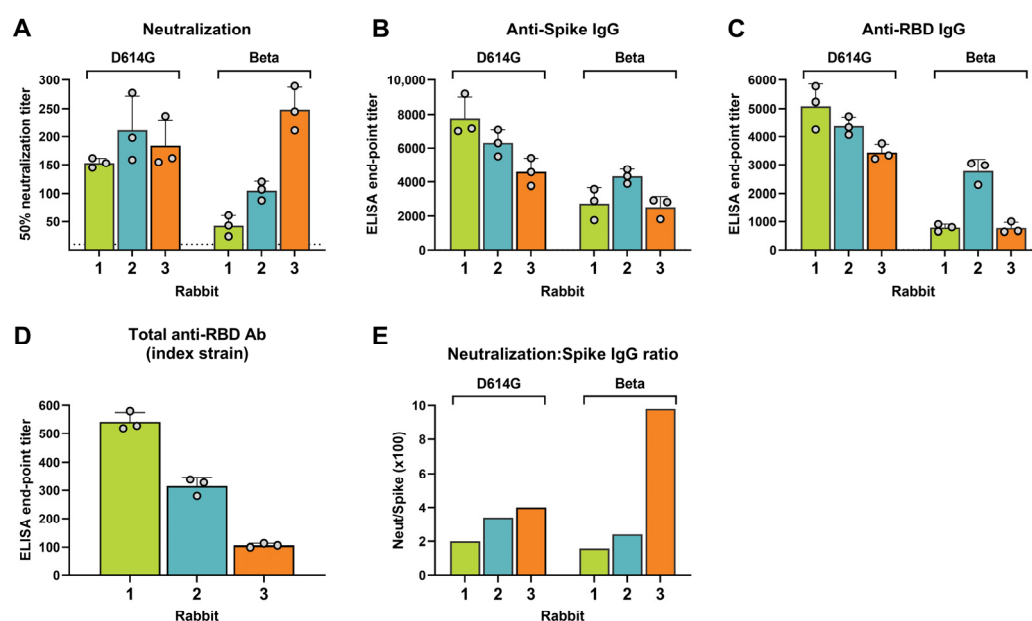 A
Neutralization
D614G
Beta
50% neutralization titer
300
250
200
150
100
50
1
2
3
1
2
3
Rabbit
B
Anti-Spike IgG
D614G
Beta
ELISA end-point titer
10,000
8000
6000
4000
2000
0
1
2
3
1
2
3
Rabbit
C
Anti-RBD IgG
D614G
Beta
ELISA end-point titer
6000
5000
4000
3000
2000
1000
0
1
2
3
1
2
3
Rabbit
D
Total anti-RBD Ab
(index strain)
ELISA end-point titer
600
500
400
300
200
100
0
1
2
3
Rabbit
E
Neutralization:Spike IgG ratio
D614G
Beta
Neut/Spike (x100)
10
8
6
4
2
0
1
2
3
1
2
3
Rabbit